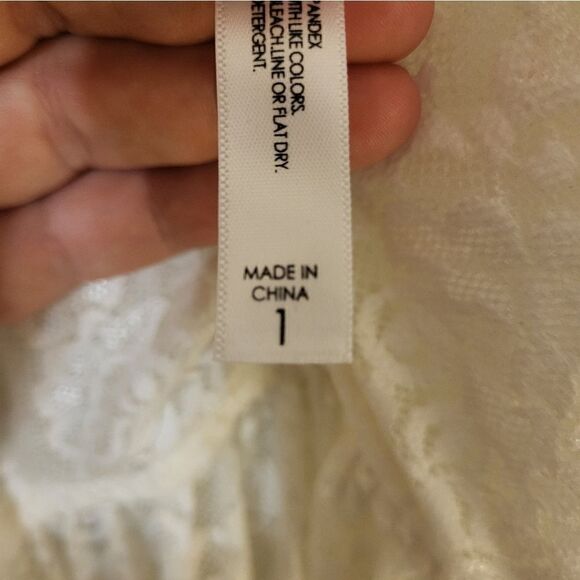 PANDEX
WITH LIKE COLORS.
BLEACH. LINE OR FLAT DRY.
DETERGENT.
MADE IN
CHINA
1